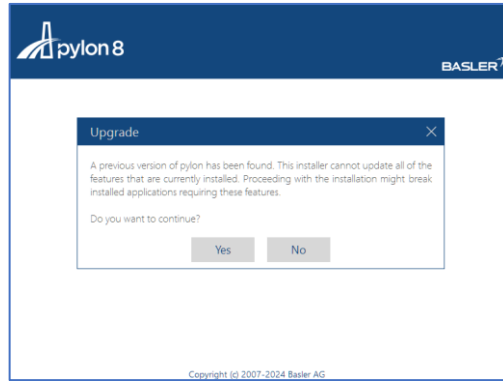 pylon 8
BASLER
Upgrade
A previous version of pylon has been found. This installer cannot update all of the
features that are currently installed. Proceeding with the installation might break
installed applications requiring these features.
Do you want to continue?
Yes No
Copyright (c) 2007-2024 Basler AG